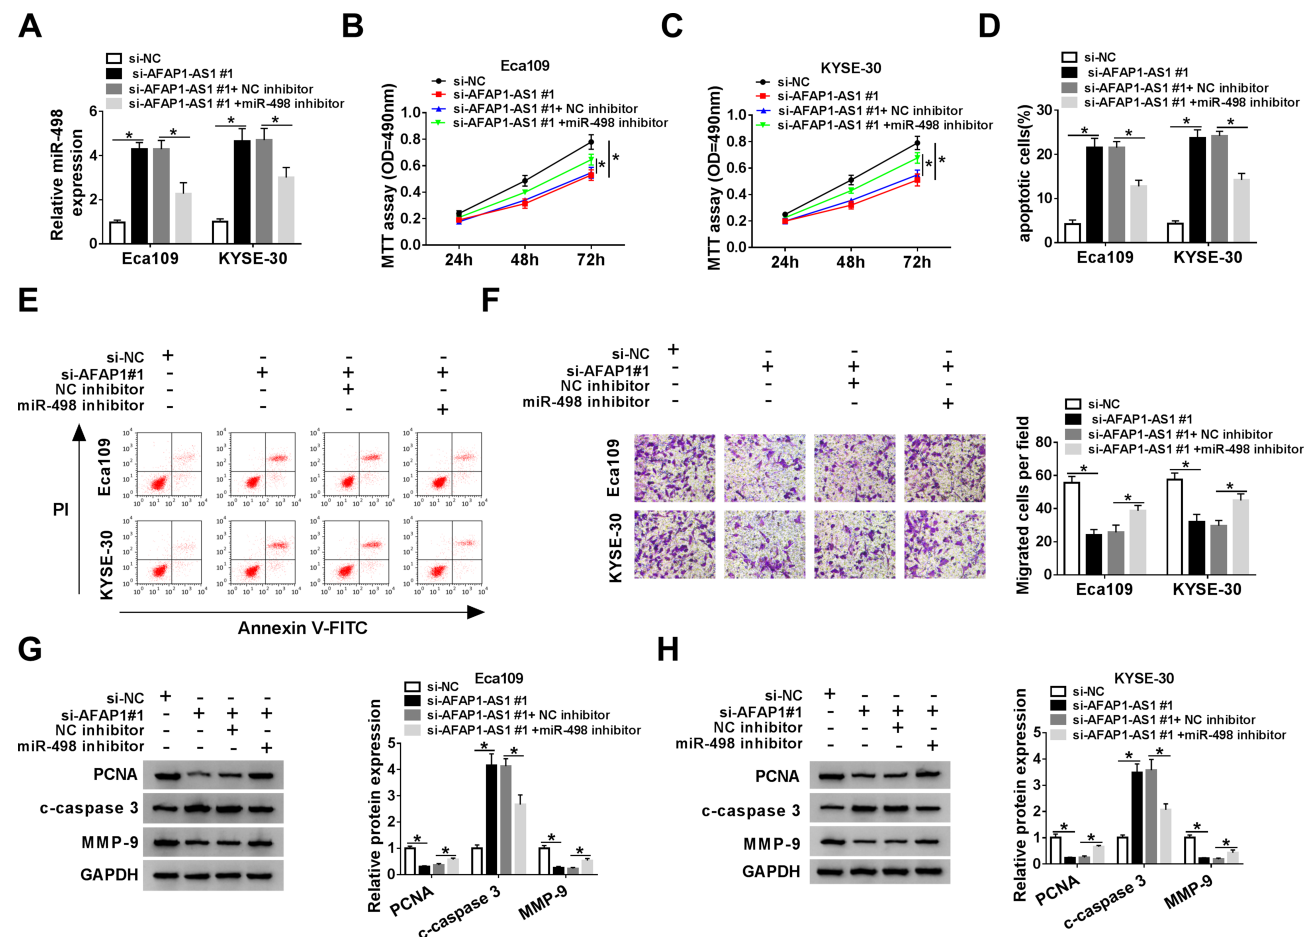 A
si-NC
si-AFAP1-AS1 #1
si-AFAP1-AS1 #1+ NC inhibitor
si-AFAP1-AS1 #1 +miR-498 inhibitor
Relative miR-498
expression
6
4
2
0
* * * *
Eca109 KYSE-30
B
Eca109
si-NC
si-AFAP1-AS1 #1
si-AFAP1-AS1 #1+ NC inhibitor
si-AFAP1-AS1 #1 +miR-498 inhibitor
MTT assay (OD=490nm)
1.0
0.8
0.6
0.4
0.2
0.0
* *
24h 48h 72h
C
KYSE-30
si-NC
si-AFAP1-AS1 #1
si-AFAP1-AS1 #1+ NC inhibitor
si-AFAP1-AS1 #1 +miR-498 inhibitor
MTT assay (OD=490nm)
1.0
0.8
0.6
0.4
0.2
0.0
* *
24h 48h 72h
D
si-NC
si-AFAP1-AS1 #1
si-AFAP1-AS1 #1+ NC inhibitor
si-AFAP1-AS1 #1 +miR-498 inhibitor
apoptotic cells(%)
30
20
10
0
* * * *
Eca109 KYSE-30
E
si-NC + - - -
si-AFAP1#1 - + + +
NC inhibitor - - + -
miR-498 inhibitor - - - +
PI
Eca109
KYSE-30
Annexin V-FITC
F
si-NC + - - -
si-AFAP1#1 - + + +
NC inhibitor - - + -
miR-498 inhibitor - - - +
Eca109
KYSE-30
si-NC
si-AFAP1-AS1 #1
si-AFAP1-AS1 #1+ NC inhibitor
si-AFAP1-AS1 #1 +miR-498 inhibitor
Migrated cells per field
80
60
40
20
0
* * * *
Eca109 KYSE-30
G
si-NC + - - -
si-AFAP1#1 - + + +
NC inhibitor - - + -
miR-498 inhibitor - - - +
PCNA
c-caspase 3
MMP-9
GAPDH
Eca109
si-NC
si-AFAP1-AS1 #1
si-AFAP1-AS1 #1+ NC inhibitor
si-AFAP1-AS1 #1 +miR-498 inhibitor
Relative protein expression
5
4
3
2
1
0
* * * * * *
PCNA c-caspase 3 MMP-9
H
si-NC + - - -
si-AFAP1#1 - + + +
NC inhibitor - - + -
miR-498 inhibitor - - - +
PCNA
c-caspase 3
MMP-9
GAPDH
KYSE-30
si-NC
si-AFAP1-AS1 #1
si-AFAP1-AS1 #1+ NC inhibitor
si-AFAP1-AS1 #1 +miR-498 inhibitor
Relative protein expression
5
4
3
2
1
0
* * * * * *
PCNA c-caspase 3 MMP-9